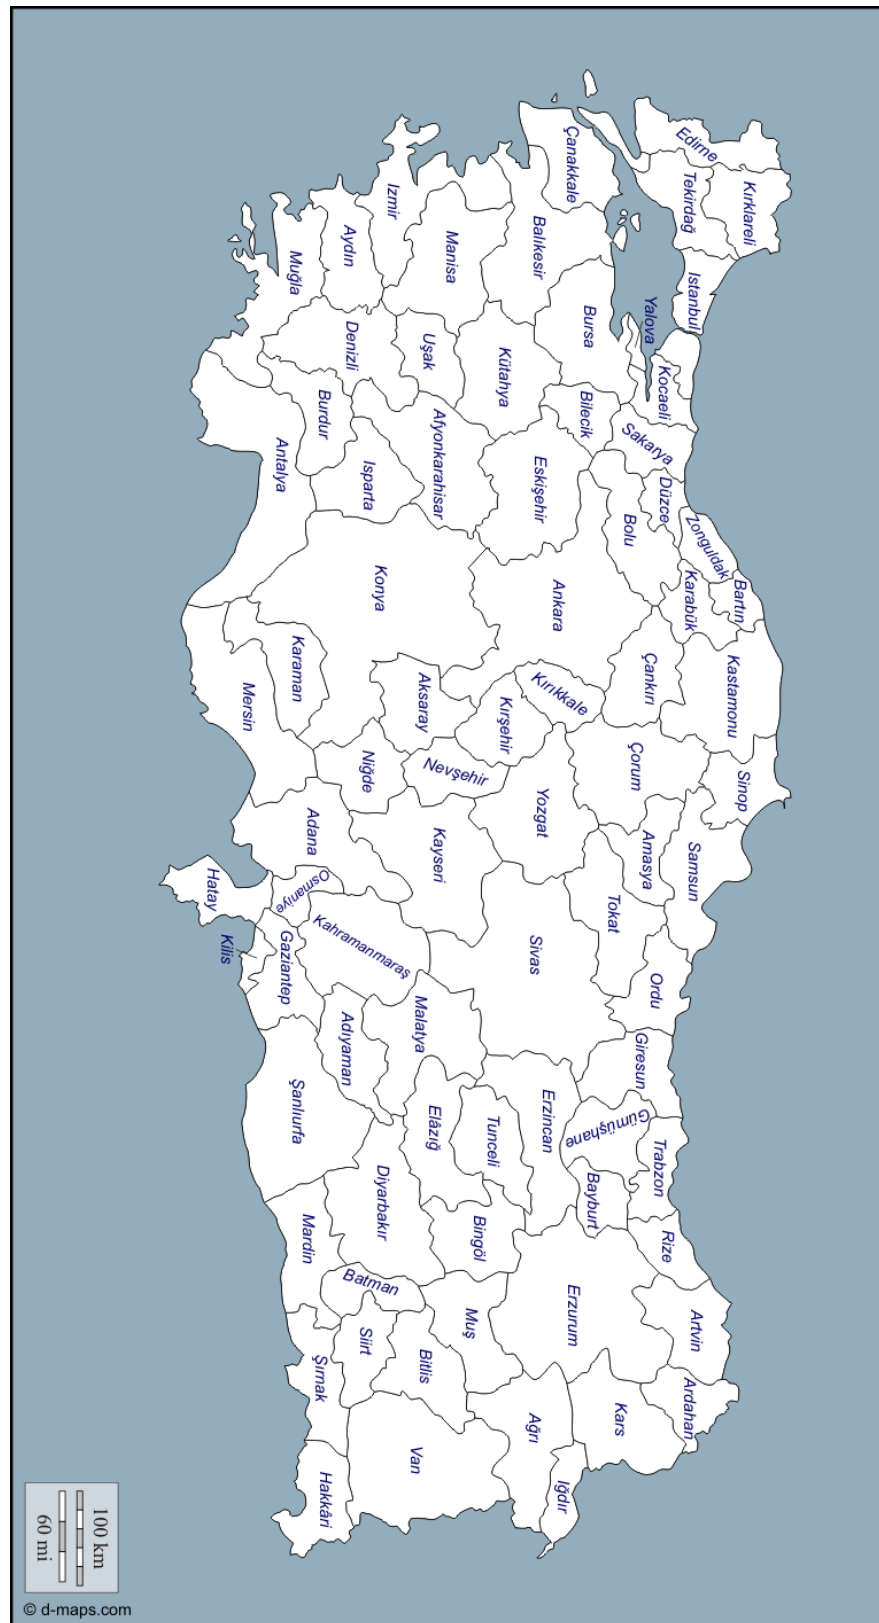 Edirne
Kırklareli
Tekirdağ
Istanbul
Çanakkale
Balıkesir
Bursa
Yalova
Kocaeli
Izmir
Manisa
Aydın
Muğla
Denizli
Uşak
Kütahya
Bilecik
Sakarya
Düzce
Zonguldak
Bartın
Bolu
Karabük
Eskişehir
Afyonkarahisar
Burdur
Isparta
Antalya
Konya
Ankara
Çankırı
Kastamonu
Sinop
Karaman
Mersin
Aksaray
Kırşehir
Kırıkkale
Çorum
Niğde
Nevşehir
Yozgat
Amasya
Samsun
Adana
Kayseri
Tokat
Ordu
Hatay
Osmaniye
Kahramanmaraş
Sivas
Kilis
Gaziantep
Adıyaman
Malatya
Giresun
Şanlıurfa
Elâzığ
Tunceli
Erzincan
Gümüşhane
Trabzon
Diyarbakır
Bingöl
Bayburt
Rize
Mardin
Batman
Muş
Erzurum
Artvin
Siirt
Bitlis
Şırnak
Ardahan
Kars
Ağrı
Van
Iğdır
Hakkâri
100 km
60 mi
© d-maps.com